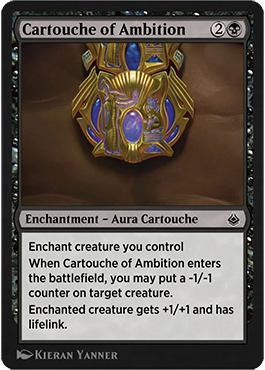 Cartouche of Ambition 2
Enchantment – Aura Cartouche
Enchant creature you control
When Cartouche of Ambition enters
the battlefield, you may put a -1/-1
counter on target creature.
Enchanted creature gets +1/+1 and has
lifelink.
Kieran Yanner